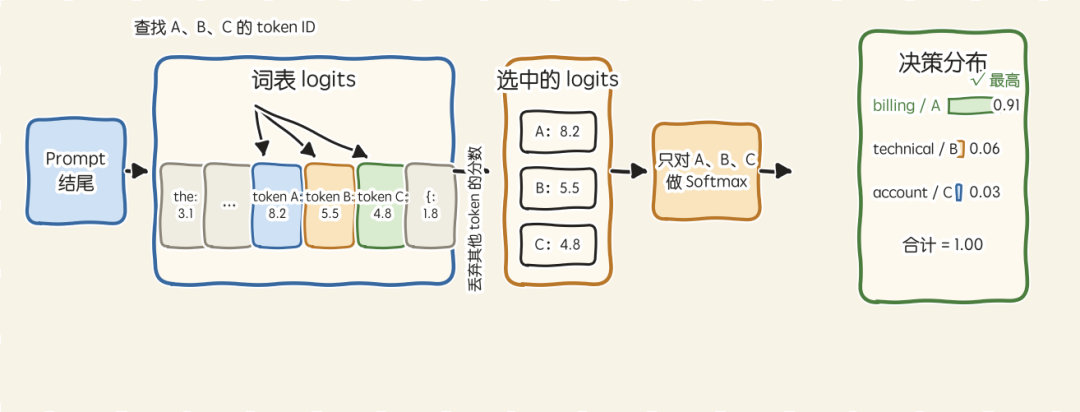 查找 A、B、C 的 token ID
Prompt
结尾
词表 logits
the:
3.1
...
token A:
8.2
token B:
5.5
token C:
4.8
{:
1.8
丢弃其他 token 的分数
选中的 logits
A: 8.2
B: 5.5
C: 4.8
只对 A、B、C
做 Softmax
决策分布
✓ 最高
billing / A 0.91
technical / B 0.06
account / C 0.03
合计 = 1.00